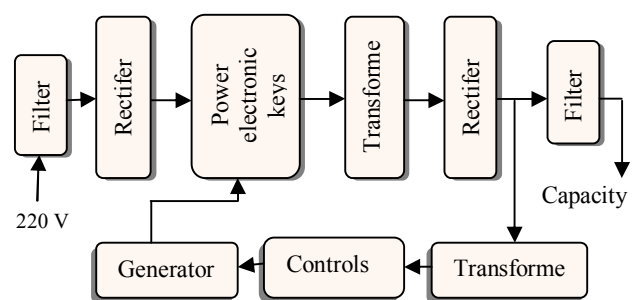 Filter
Rectifer
Power
electronic
keys
Transforme
Rectifer
Filter
220 V
Capacity
Generator
Controls
Transforme